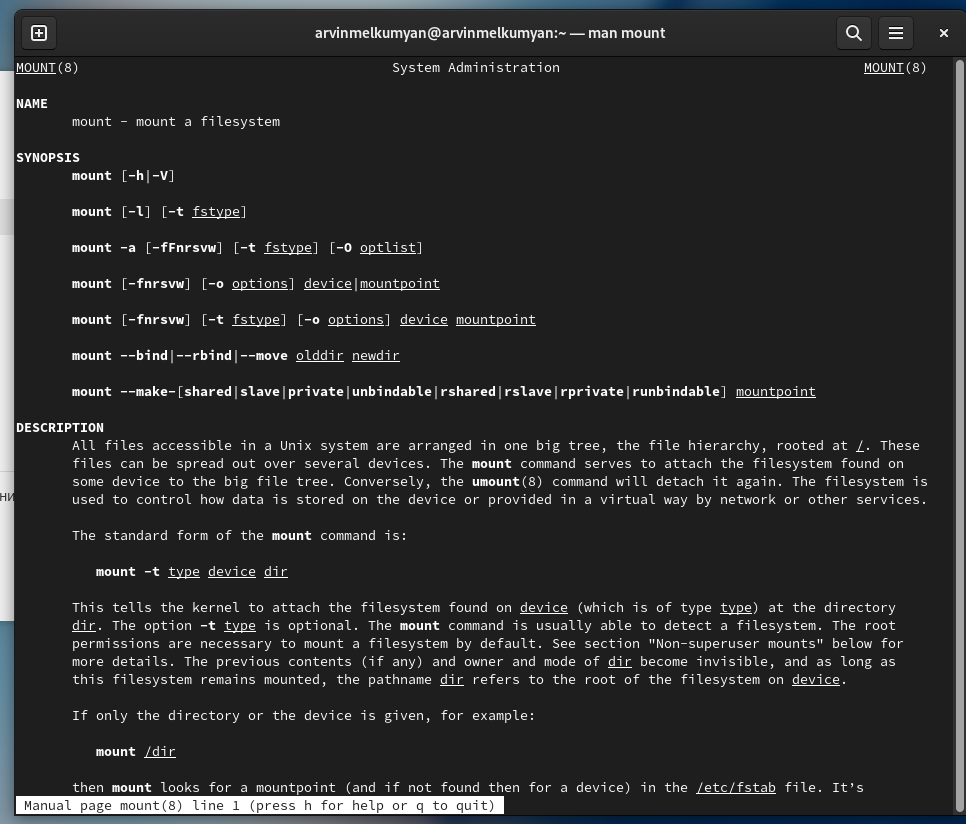 arvinmelkumyan@arvinmelkumyan:~ — man mount
MOUNT(8) System Administration MOUNT(8)
NAME
mount - mount a filesystem
SYNOPSIS
mount [-h|-V]
mount [-l] [-t fstype]
mount -a [-fFnrsvw] [-t fstype] [-O optlist]
mount [-fnrsvw] [-o options] device|mountpoint
mount [-fnrsvw] [-t fstype] [-o options] device mountpoint
mount --bind|--rbind|--move olddir newdir
mount --make-[shared|slave|private|unbindable|rshared|rslave|rprivate|runbindable] mountpoint
DESCRIPTION
All files accessible in a Unix system are arranged in one big tree, the file hierarchy, rooted at /. These
files can be spread out over several devices. The mount command serves to attach the filesystem found on
some device to the big file tree. Conversely, the umount(8) command will detach it again. The filesystem is
used to control how data is stored on the device or provided in a virtual way by network or other services.
The standard form of the mount command is:
mount -t type device dir
This tells the kernel to attach the filesystem found on device (which is of type type) at the directory
dir. The option -t type is optional. The mount command is usually able to detect a filesystem. The root
permissions are necessary to mount a filesystem by default. See section "Non-superuser mounts" below for
more details. The previous contents (if any) and owner and mode of dir become invisible, and as long as
this filesystem remains mounted, the pathname dir refers to the root of the filesystem on device.
If only the directory or the device is given, for example:
mount /dir
then mount looks for a mountpoint (and if not found then for a device) in the /etc/fstab file. It's
Manual page mount(8) line 1 (press h for help or q to quit)